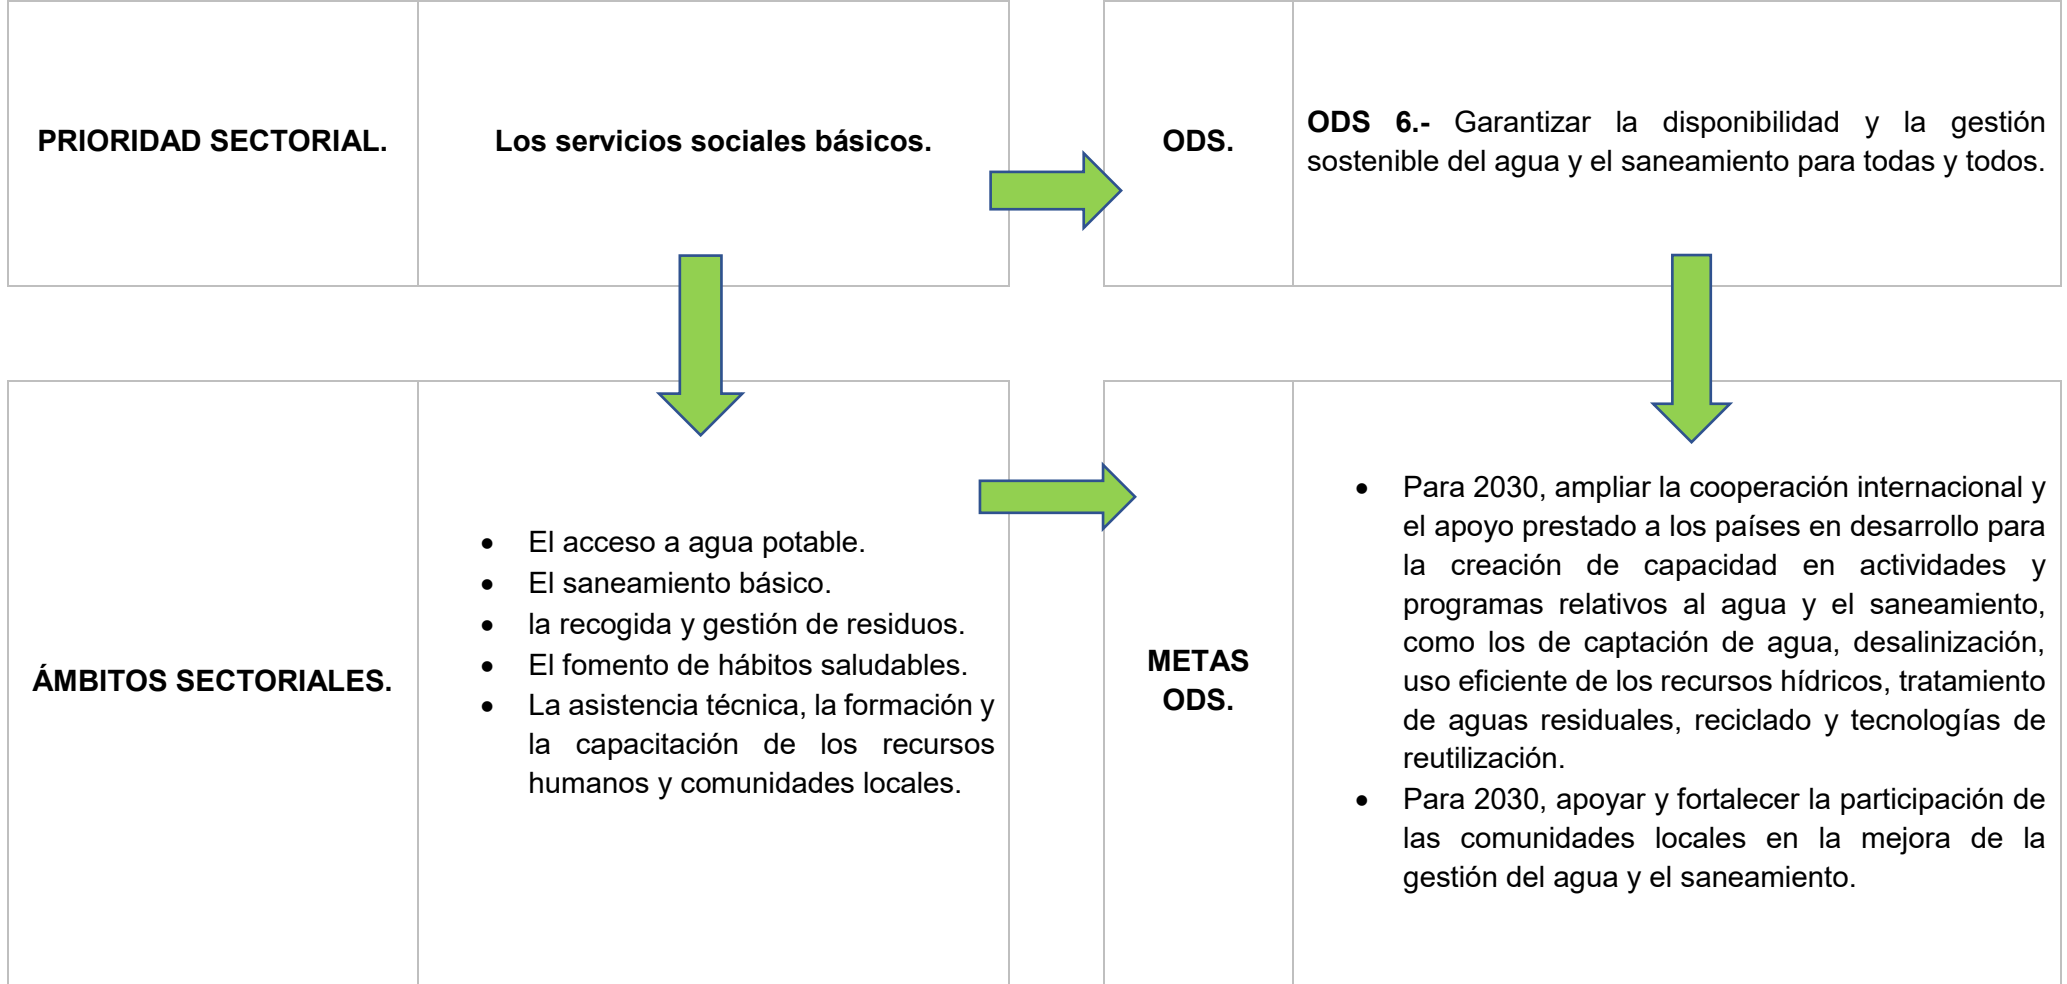 PRIORIDAD SECTORIAL.
Los servicios sociales básicos.
ODS.
ODS 6.- Garantizar la disponibilidad y la gestión
sostenible del agua y el saneamiento para todas y todos.
ÁMBITOS SECTORIALES.
• El acceso a agua potable.
• El saneamiento básico.
• la recogida y gestión de residuos.
• El fomento de hábitos saludables.
• La asistencia técnica, la formación y
la capacitación de los recursos
humanos y comunidades locales.
METAS
ODS.
• Para 2030, ampliar la cooperación internacional y
el apoyo prestado a los países en desarrollo para
la creación de capacidad en actividades y
programas relativos al agua y el saneamiento,
como los de captación de agua, desalinización,
uso eficiente de los recursos hídricos, tratamiento
de aguas residuales, reciclado y tecnologías de
reutilización.
• Para 2030, apoyar y fortalecer la participación de
las comunidades locales en la mejora de la
gestión del agua y el saneamiento.